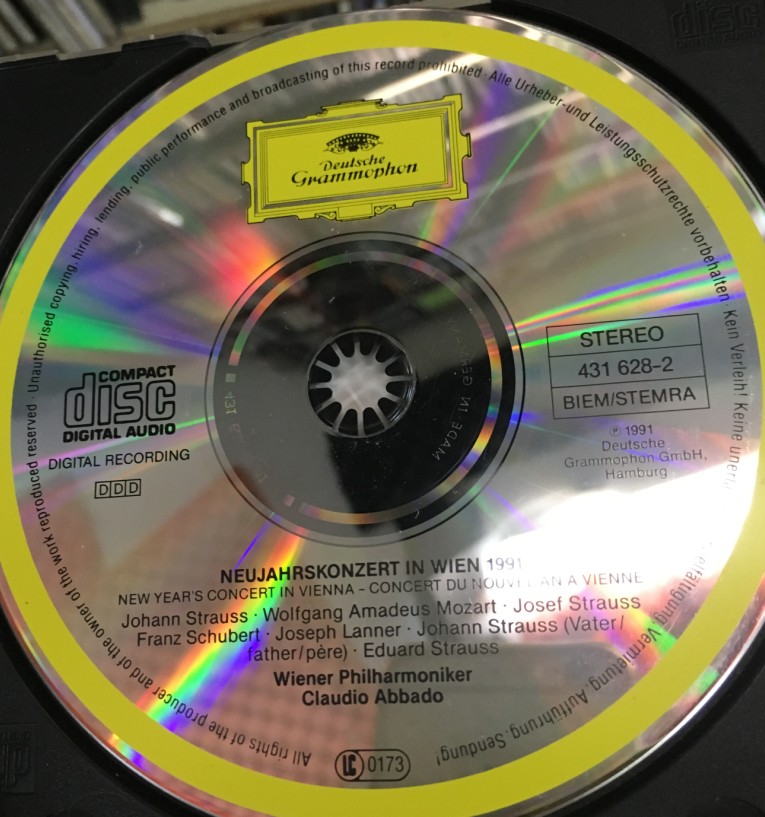 Deutsche
Grammophon
All rights of the producer and of the owner of the work reproduced reserved · Unauthorised copying, hiring, lending, public performance and broadcasting of this record prohibited · Alle Urheber- und Leistungsschutzrechte vorbehalten · Kein Verleih! Keine Vermietung, Aufführung, Sendung!
STEREO
431 628-2
BIEM/STEMRA
℗ 1991
Deutsche
Grammophon GmbH,
Hamburg
COMPACT
disc
DIGITAL AUDIO
DIGITAL RECORDING
DDD
MADE IN GERMANY
NEUJAHRSKONZERT IN WIEN 1991
NEW YEAR'S CONCERT IN VIENNA – CONCERT DU NOUVEL AN A VIENNE
Johann Strauss · Wolfgang Amadeus Mozart · Josef Strauss
Franz Schubert · Joseph Lanner · Johann Strauss (Vater/
father/père) · Eduard Strauss
Wiener Philharmoniker
Claudio Abbado
LC 0173
disc